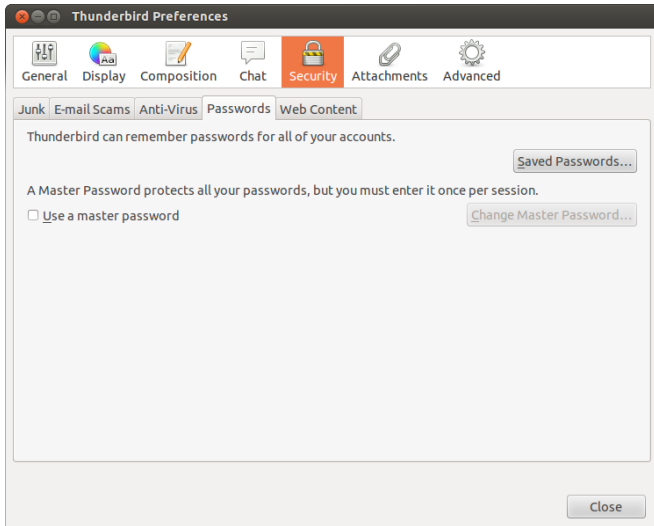 Thunderbird Preferences
General Display Composition Chat Security Attachments Advanced
Junk E-mail Scams Anti-Virus Passwords Web Content
Thunderbird can remember passwords for all of your accounts.
Saved Passwords...
A Master Password protects all your passwords, but you must enter it once per session.
Use a master password Change Master Password...
Close